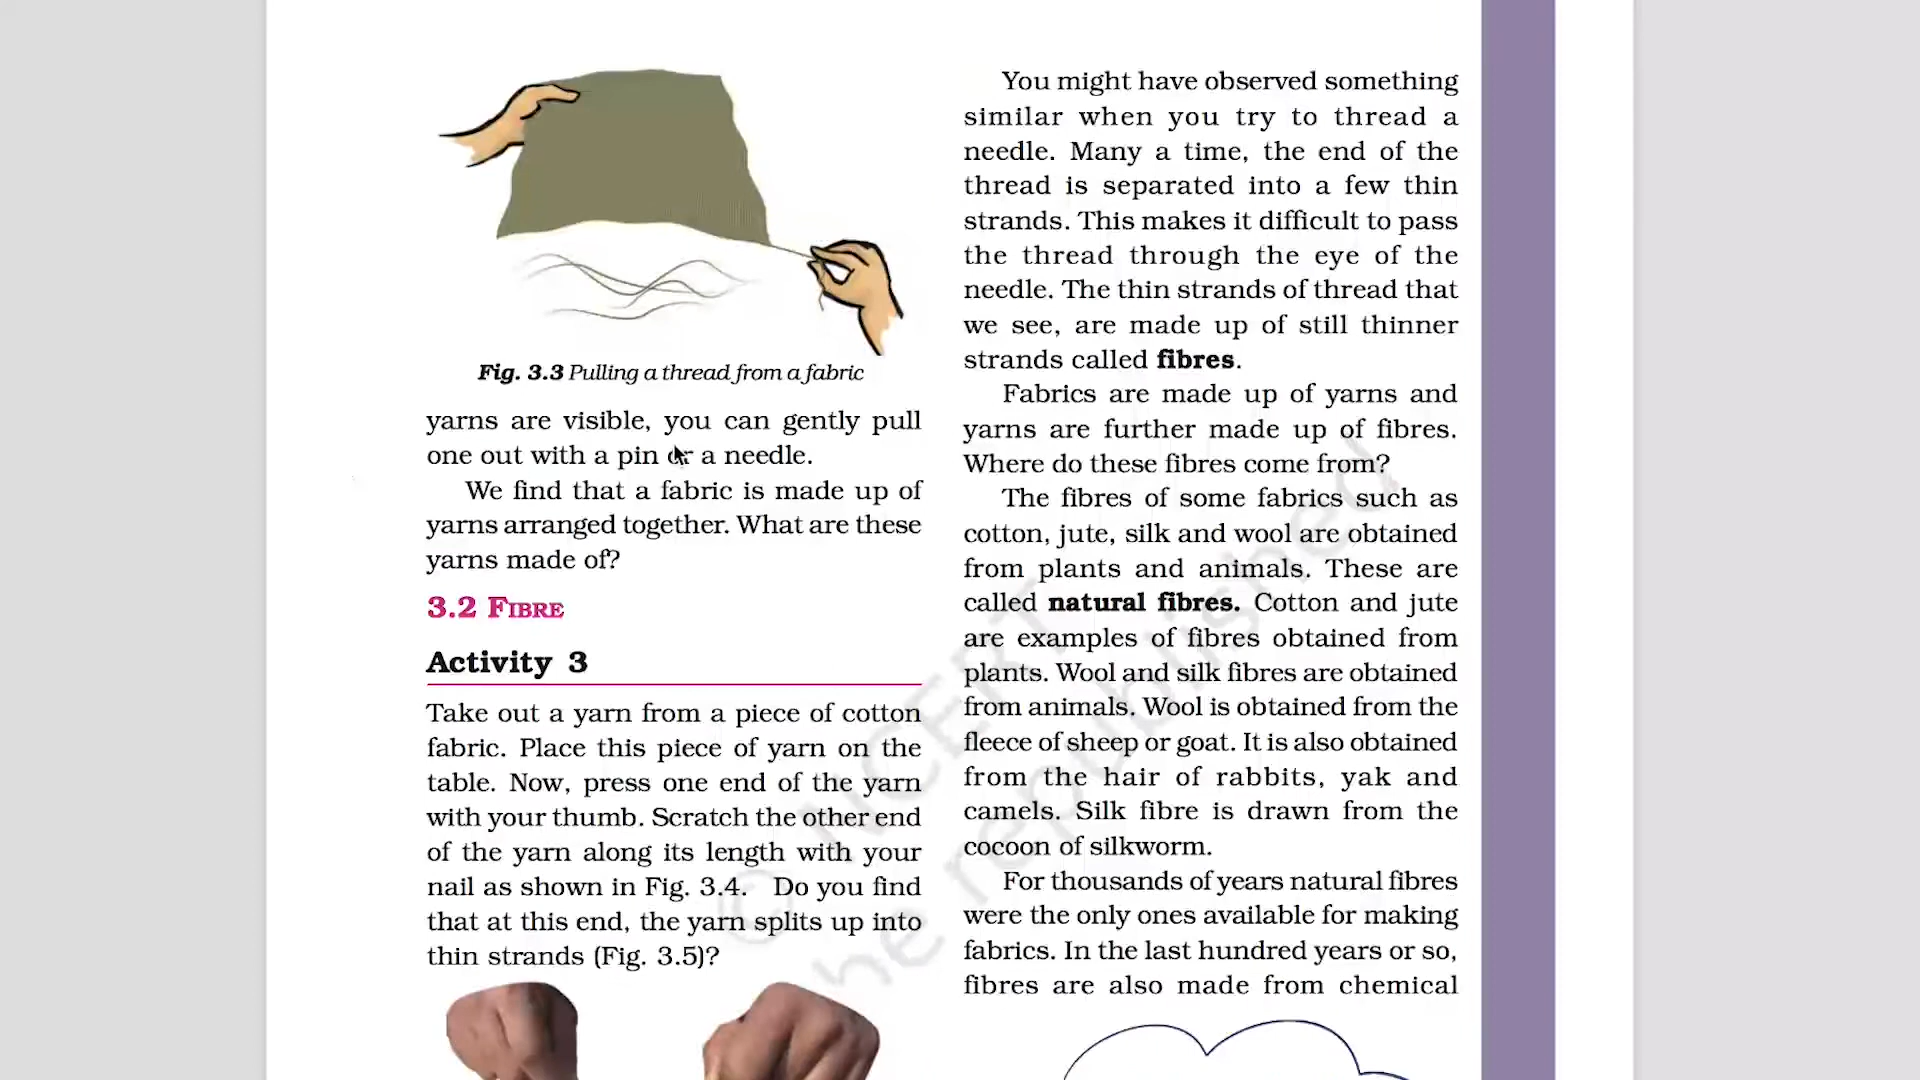 Fig. 3.3 Pulling a thread from a fabric
yarns are visible, you can gently pull
one out with a pin or a needle.
We find that a fabric is made up of
yarns arranged together. What are these
yarns made of?
3.2 FIBRE
Activity 3
Take out a yarn from a piece of cotton
fabric. Place this piece of yarn on the
table. Now, press one end of the yarn
with your thumb. Scratch the other end
of the yarn along its length with your
nail as shown in Fig. 3.4. Do you find
that at this end, the yarn splits up into
thin strands (Fig. 3.5)?
You might have observed something
similar when you try to thread a
needle. Many a time, the end of the
thread is separated into a few thin
strands. This makes it difficult to pass
the thread through the eye of the
needle. The thin strands of thread that
we see, are made up of still thinner
strands called fibres.
Fabrics are made up of yarns and
yarns are further made up of fibres.
Where do these fibres come from?
The fibres of some fabrics such as
cotton, jute, silk and wool are obtained
from plants and animals. These are
called natural fibres. Cotton and jute
are examples of fibres obtained from
plants. Wool and silk fibres are obtained
from animals. Wool is obtained from the
fleece of sheep or goat. It is also obtained
from the hair of rabbits, yak and
camels. Silk fibre is drawn from the
cocoon of silkworm.
For thousands of years natural fibres
were the only ones available for making
fabrics. In the last hundred years or so,
fibres are also made from chemical
© NCERT
be republished